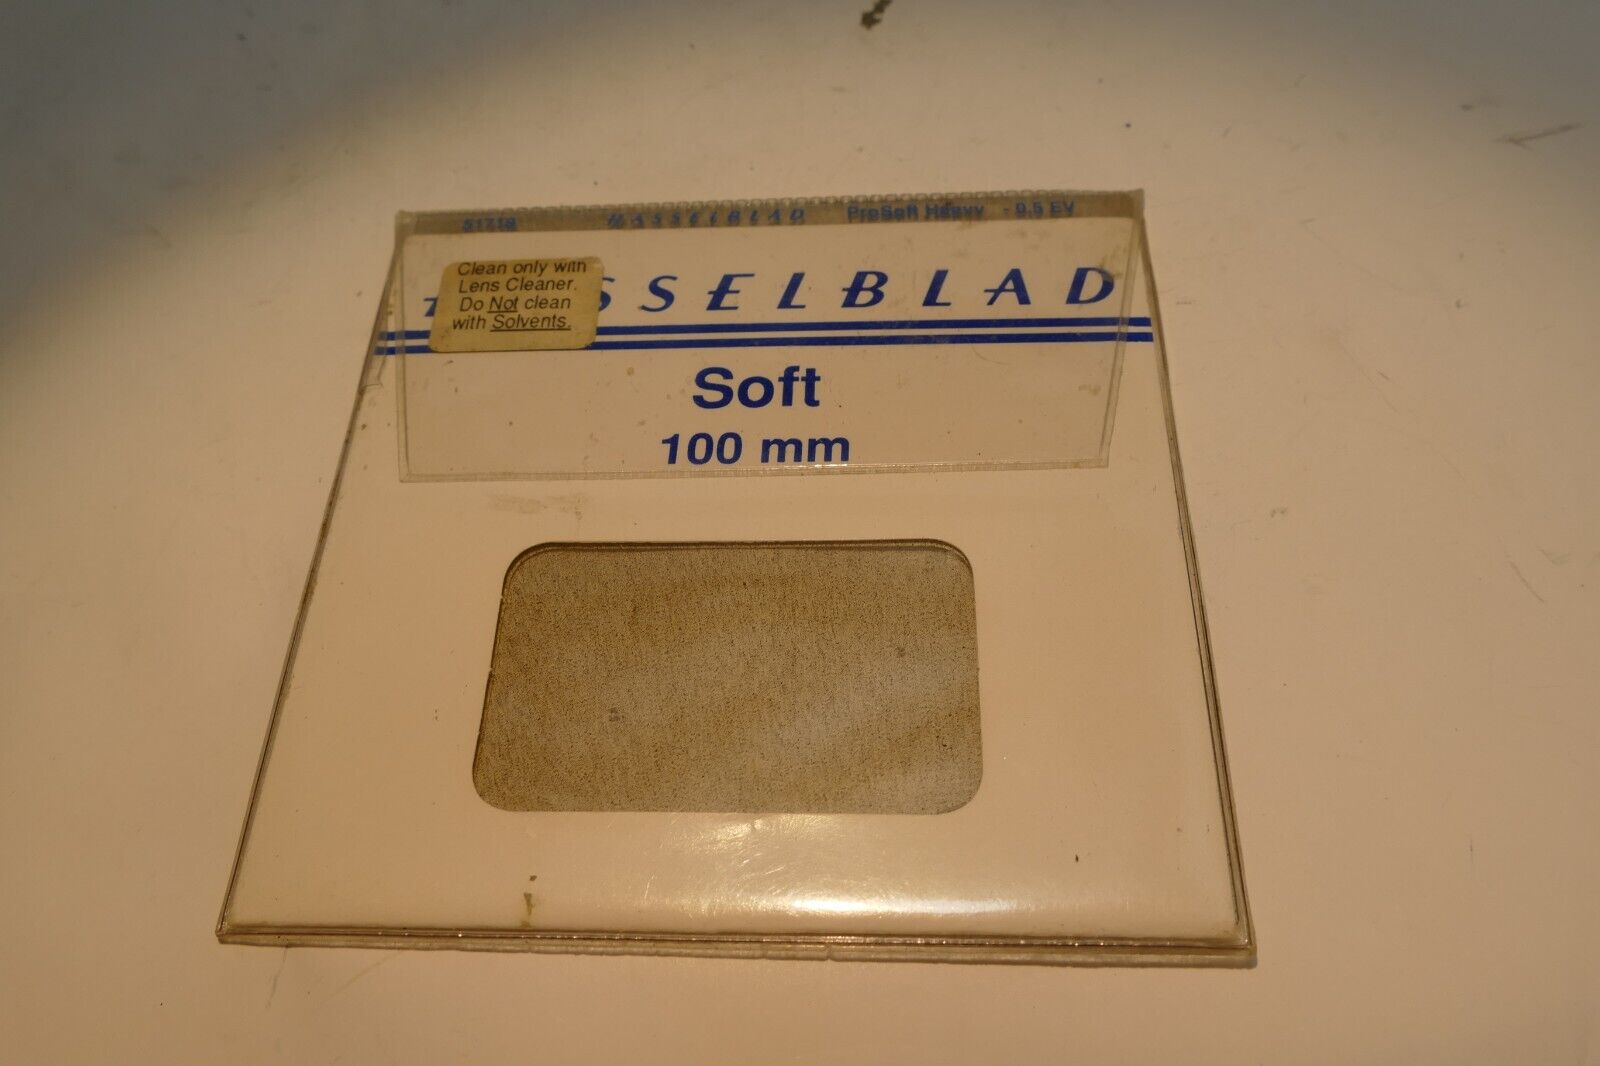 51718 HASSELBLAD ProSoft Heavy - 0.5 EV
HASSELBLAD
Clean only with
Lens Cleaner.
Do Not clean
with Solvents.
Soft
100 mm